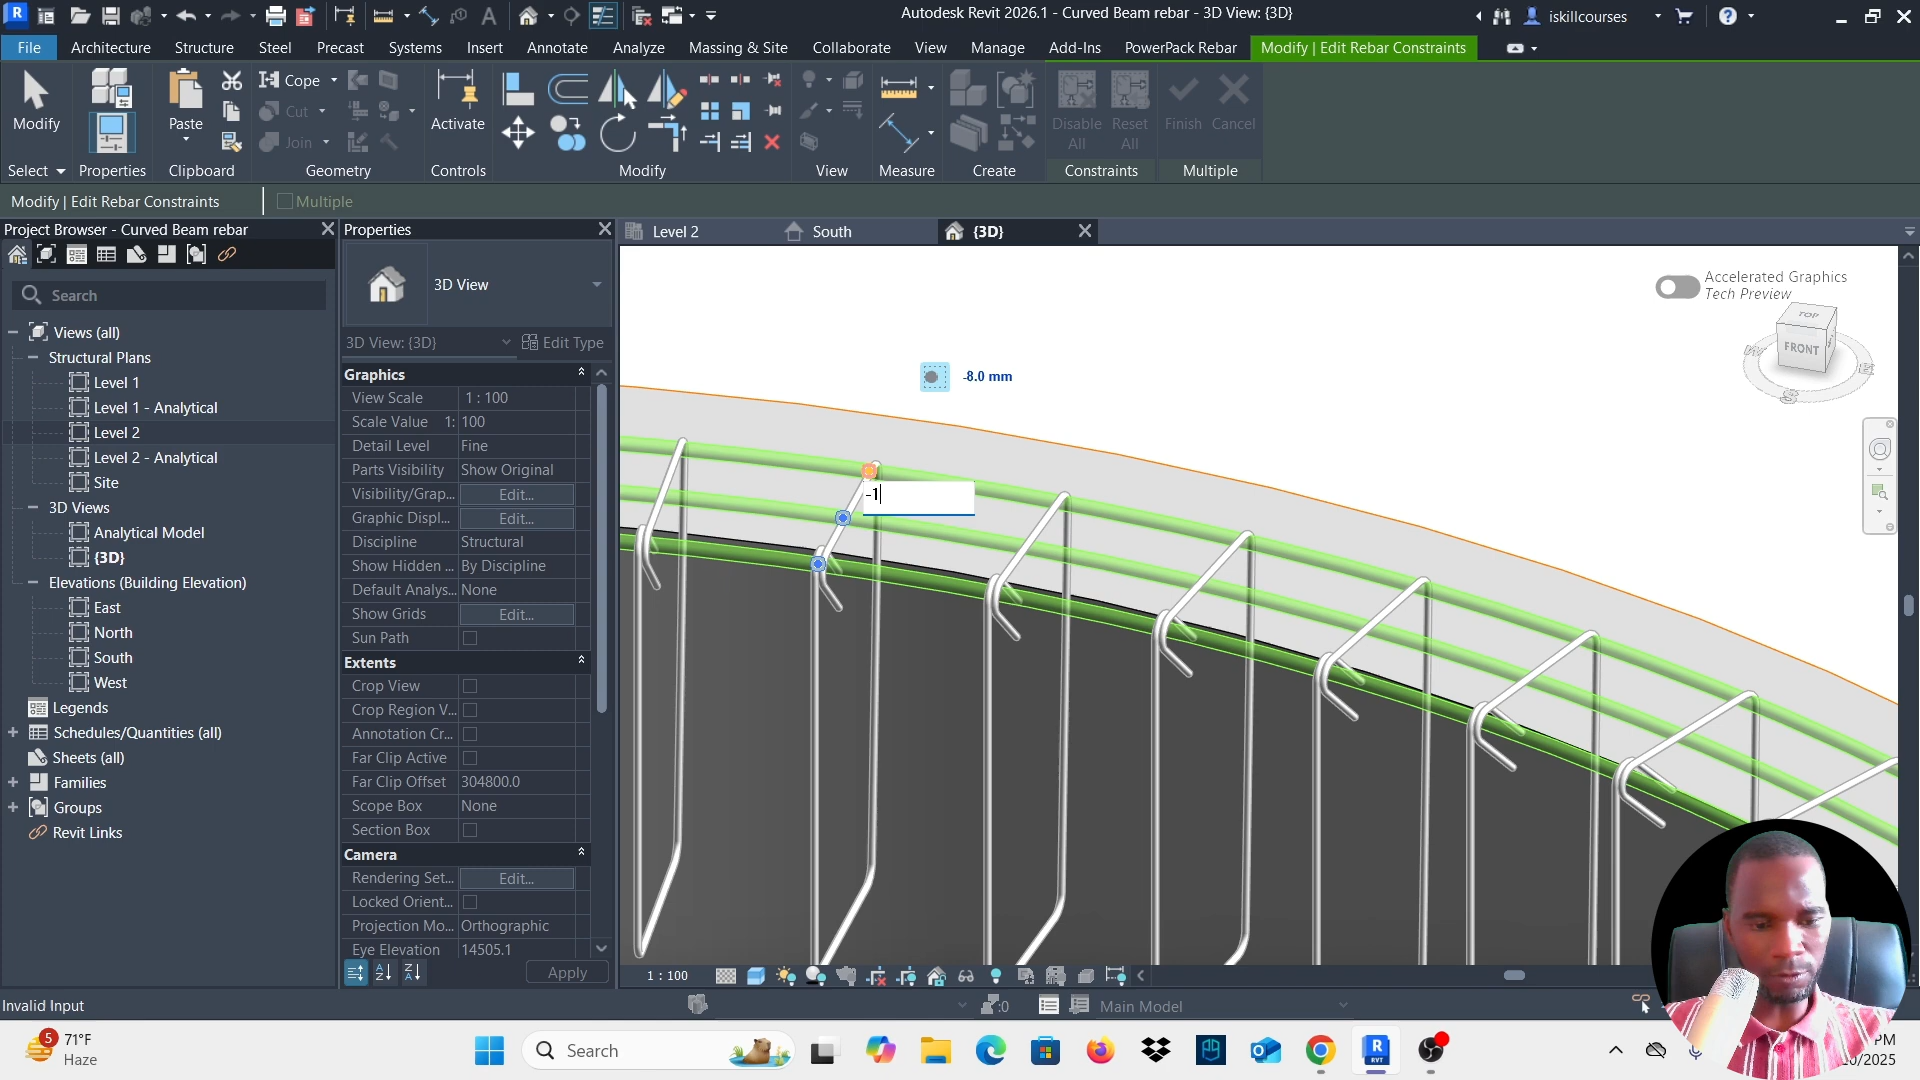 Autodesk Revit 2026.1 - Curved Beam rebar - 3D View: {3D}
iskillcourses
File
Architecture
Structure
Steel
Precast
Systems
Insert
Annotate
Analyze
Massing & Site
Collaborate
View
Manage
Add-Ins
PowerPack Rebar
Modify | Edit Rebar Constraints
Modify
Paste
Cope
Cut
Join
Activate
Disable All
Reset All
Finish
Cancel
Select
Properties
Clipboard
Geometry
Controls
Modify
View
Measure
Create
Constraints
Multiple
Modify | Edit Rebar Constraints
Multiple
Project Browser - Curved Beam rebar
Search
Views (all)
Structural Plans
Level 1
Level 1 - Analytical
Level 2
Level 2 - Analytical
Site
3D Views
Analytical Model
{3D}
Elevations (Building Elevation)
East
North
South
West
Legends
Schedules/Quantities (all)
Sheets (all)
Families
Groups
Revit Links
Properties
3D View
3D View: {3D}
Edit Type
Graphics
View Scale 1 : 100
Scale Value 1: 100
Detail Level Fine
Parts Visibility Show Original
Visibility/Grap... Edit...
Graphic Displ... Edit...
Discipline Structural
Show Hidden ... By Discipline
Default Analys... None
Show Grids Edit...
Sun Path
Extents
Crop View
Crop Region V...
Annotation Cr...
Far Clip Active
Far Clip Offset 304800.0
Scope Box None
Section Box
Camera
Rendering Set... Edit...
Locked Orient...
Projection Mo... Orthographic
Eye Elevation 14505.1
Apply
Level 2
South
{3D}
Accelerated Graphics
Tech Preview
TOP
FRONT
W
S
E
-8.0 mm
-1
1 : 100
Invalid Input
:0
Main Model
5
71°F
Haze
Search
PM
0/2025